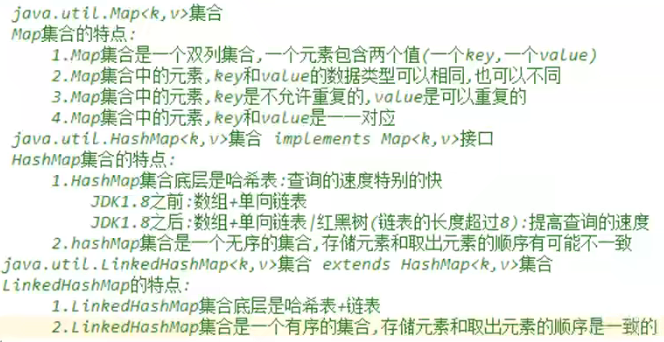 java.util.Map<k,v>集合
Map集合的特点:
1.Map集合是一个双列集合,一个元素包含两个值(一个key,一个value)
2.Map集合中的元素,key和value的数据类型可以相同,也可以不同
3.Map集合中的元素,key是不允许重复的,value是可以重复的
4.Map集合中的元素,key和value是一一对应
java.util.HashMap<k,v>集合 implements Map<k,v>接口
HashMap集合的特点:
1.HashMap集合底层是哈希表:查询的速度特别的快
JDK1.8之前:数组+单向链表
JDK1.8之后:数组+单向链表|红黑树(链表的长度超过8):提高查询的速度
2.hashMap集合是一个无序的集合,存储元素和取出元素的顺序有可能不一致
java.util.LinkedHashMap<k,v>集合 extends HashMap<k,v>集合
LinkedHashMap的特点:
1.LinkedHashMap集合底层是哈希表+链表
2.LinkedHashMap集合是一个有序的集合,存储元素和取出元素的顺序是一致的